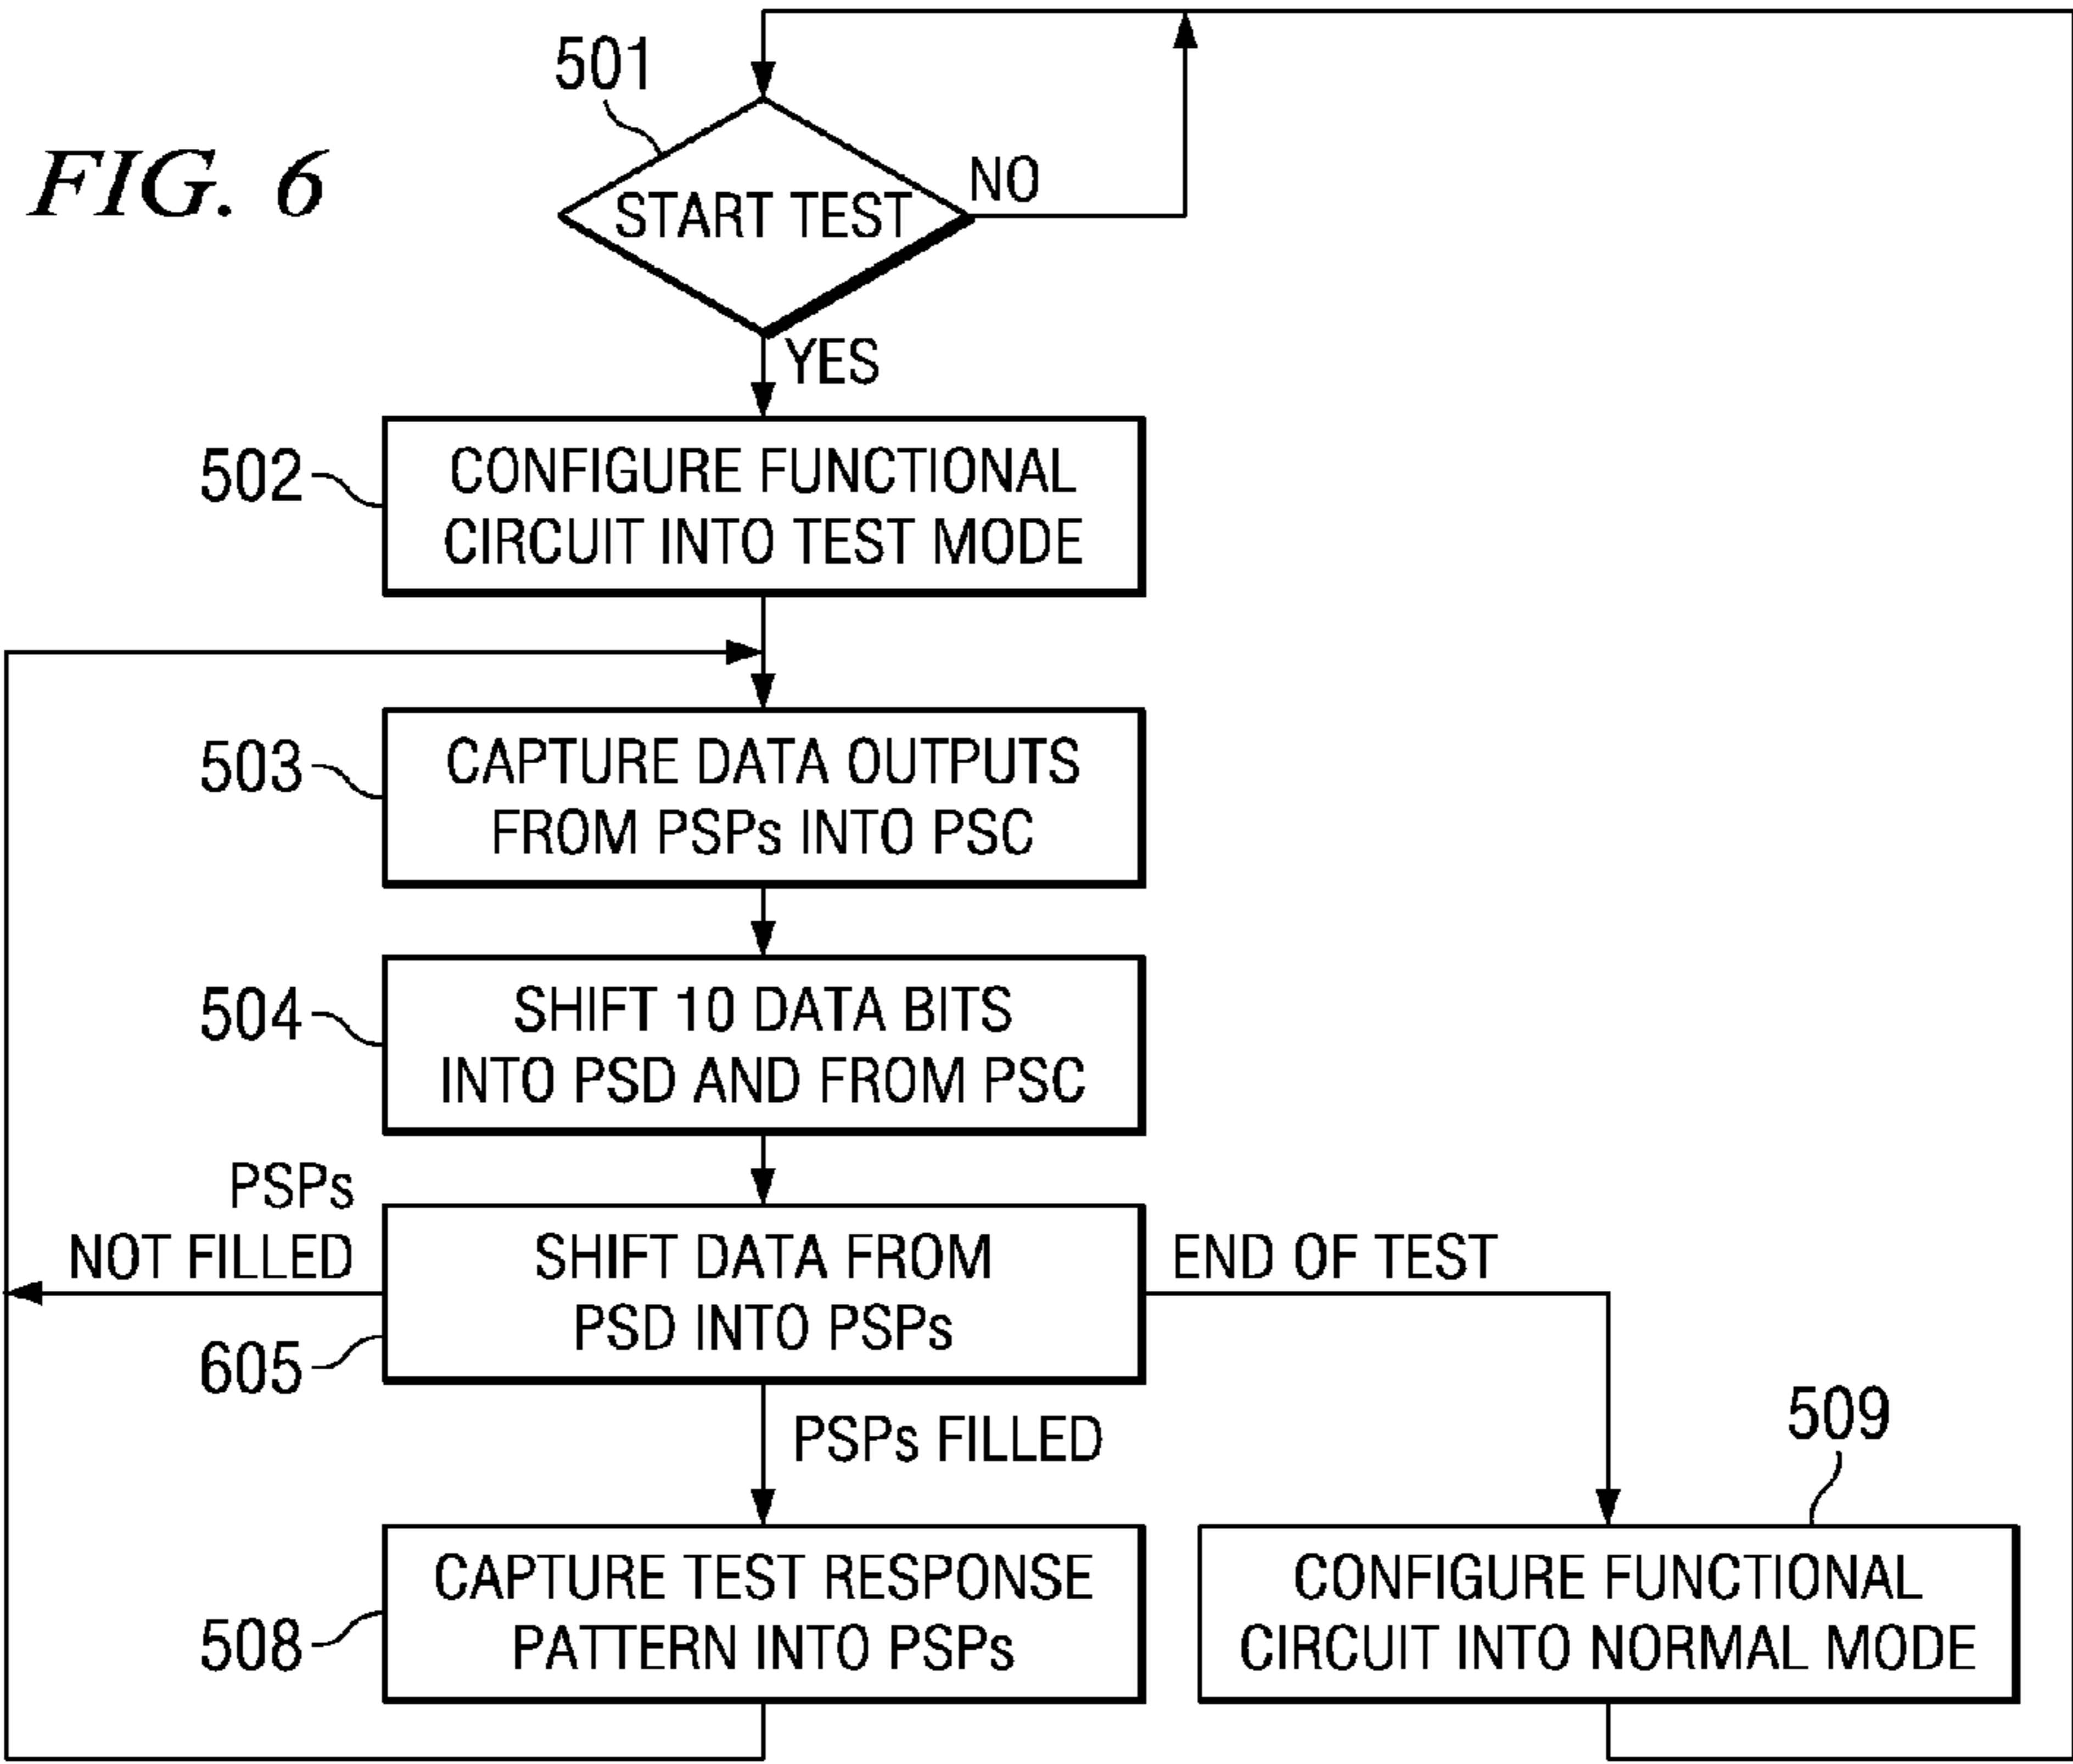 FIG. 6
501
START TEST
NO
YES
502
CONFIGURE FUNCTIONAL
CIRCUIT INTO TEST MODE
503
CAPTURE DATA OUTPUTS
FROM PSPs INTO PSC
504
SHIFT 10 DATA BITS
INTO PSD AND FROM PSC
PSPs
NOT FILLED
605
SHIFT DATA FROM
PSD INTO PSPs
END OF TEST
PSPs FILLED
508
CAPTURE TEST RESPONSE
PATTERN INTO PSPs
509
CONFIGURE FUNCTIONAL
CIRCUIT INTO NORMAL MODE